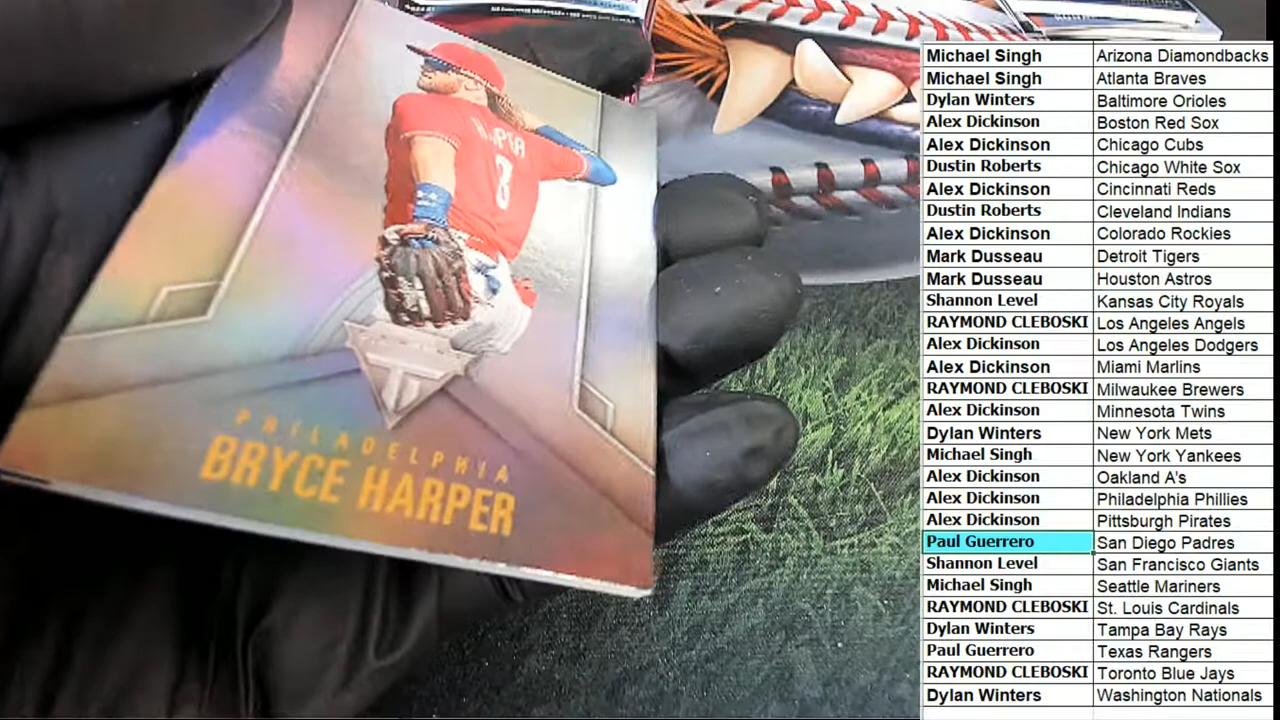 HARPER
3
PHILADELPHIA
BRYCE HARPER
Michael Singh Arizona Diamondbacks
Michael Singh Atlanta Braves
Dylan Winters Baltimore Orioles
Alex Dickinson Boston Red Sox
Alex Dickinson Chicago Cubs
Dustin Roberts Chicago White Sox
Alex Dickinson Cincinnati Reds
Dustin Roberts Cleveland Indians
Alex Dickinson Colorado Rockies
Mark Dusseau Detroit Tigers
Mark Dusseau Houston Astros
Shannon Level Kansas City Royals
RAYMOND CLEBOSKI Los Angeles Angels
Alex Dickinson Los Angeles Dodgers
Alex Dickinson Miami Marlins
RAYMOND CLEBOSKI Milwaukee Brewers
Alex Dickinson Minnesota Twins
Dylan Winters New York Mets
Michael Singh New York Yankees
Alex Dickinson Oakland A's
Alex Dickinson Philadelphia Phillies
Alex Dickinson Pittsburgh Pirates
Paul Guerrero San Diego Padres
Shannon Level San Francisco Giants
Michael Singh Seattle Mariners
RAYMOND CLEBOSKI St. Louis Cardinals
Dylan Winters Tampa Bay Rays
Paul Guerrero Texas Rangers
RAYMOND CLEBOSKI Toronto Blue Jays
Dylan Winters Washington Nationals